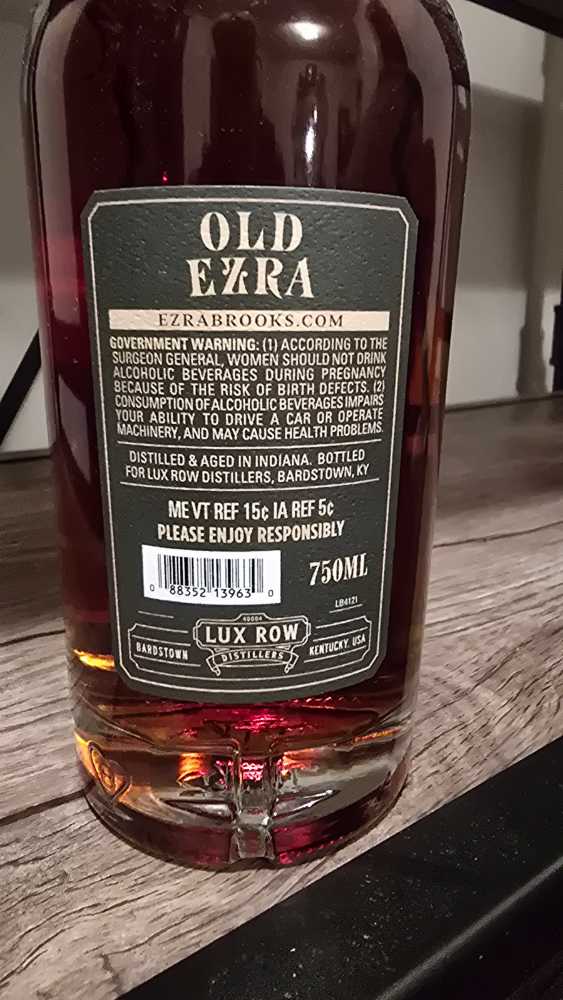 OLD
EZRA
EZRABROOKS.COM
GOVERNMENT WARNING: (1) ACCORDING TO THE
SURGEON GENERAL, WOMEN SHOULD NOT DRINK
ALCOHOLIC BEVERAGES DURING PREGNANCY
BECAUSE OF THE RISK OF BIRTH DEFECTS. (2)
CONSUMPTION OF ALCOHOLIC BEVERAGES IMPAIRS
YOUR ABILITY TO DRIVE A CAR OR OPERATE
MACHINERY, AND MAY CAUSE HEALTH PROBLEMS.
DISTILLED & AGED IN INDIANA. BOTTLED
FOR LUX ROW DISTILLERS, BARDSTOWN, KY
ME VT REF 15¢ IA REF 5¢
PLEASE ENJOY RESPONSIBLY
0 88352 13963 0
750ML
LB4121
40004
LUX ROW
DISTILLERS
BARDSTOWN
KENTUCKY, USA